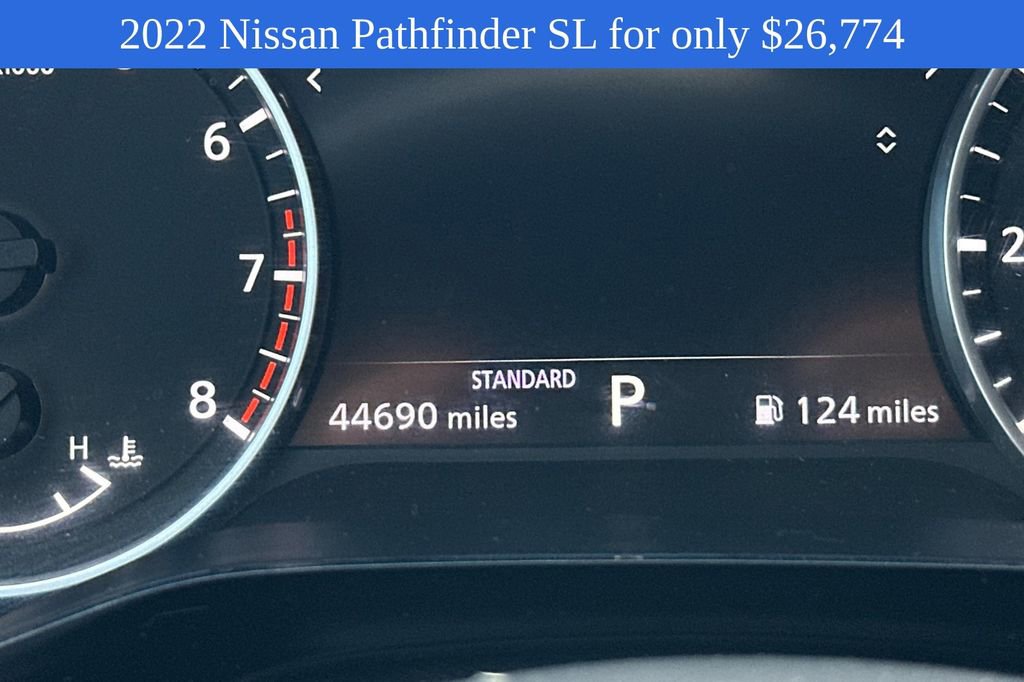 2022 Nissan Pathfinder SL for only $26,774
6
7
8
H
STANDARD
44690 miles
P
124 miles
2